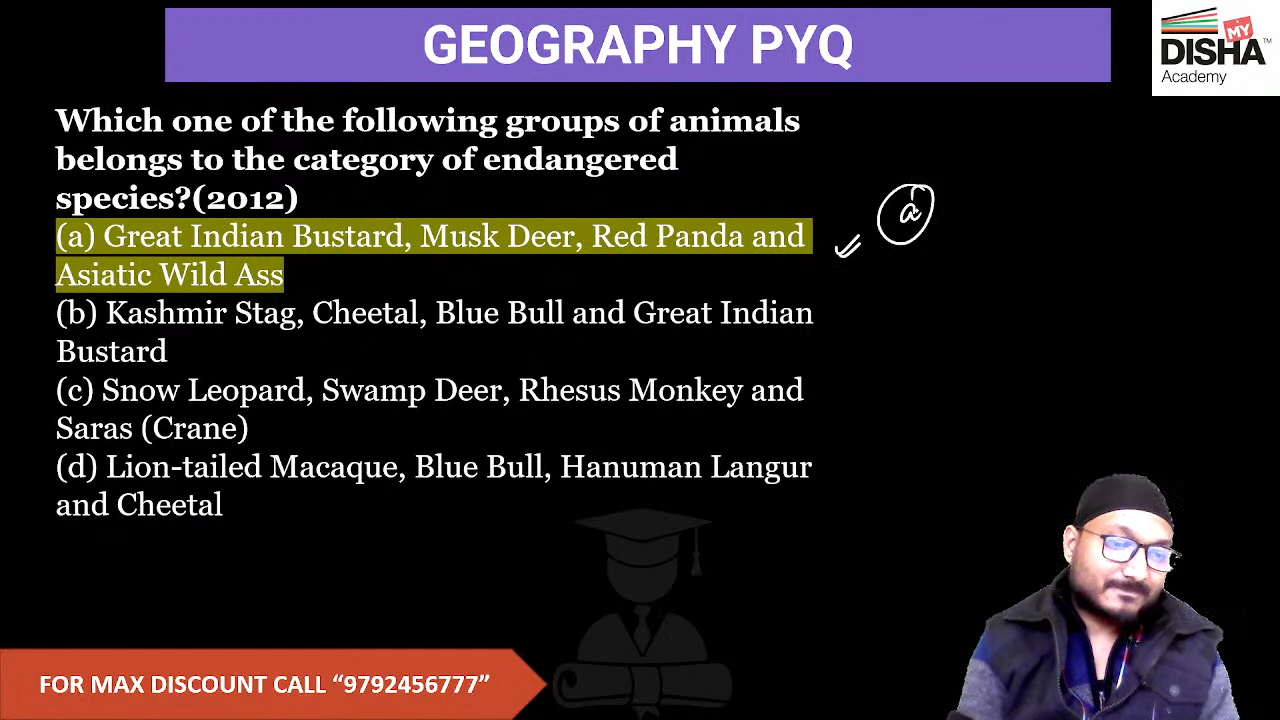 GEOGRAPHY PYQ
MY
DISHA™
Academy
Which one of the following groups of animals
belongs to the category of endangered
species?(2012)
(a) Great Indian Bustard, Musk Deer, Red Panda and
Asiatic Wild Ass
a
(b) Kashmir Stag, Cheetal, Blue Bull and Great Indian
Bustard
(c) Snow Leopard, Swamp Deer, Rhesus Monkey and
Saras (Crane)
(d) Lion-tailed Macaque, Blue Bull, Hanuman Langur
and Cheetal
FOR MAX DISCOUNT CALL “9792456777”